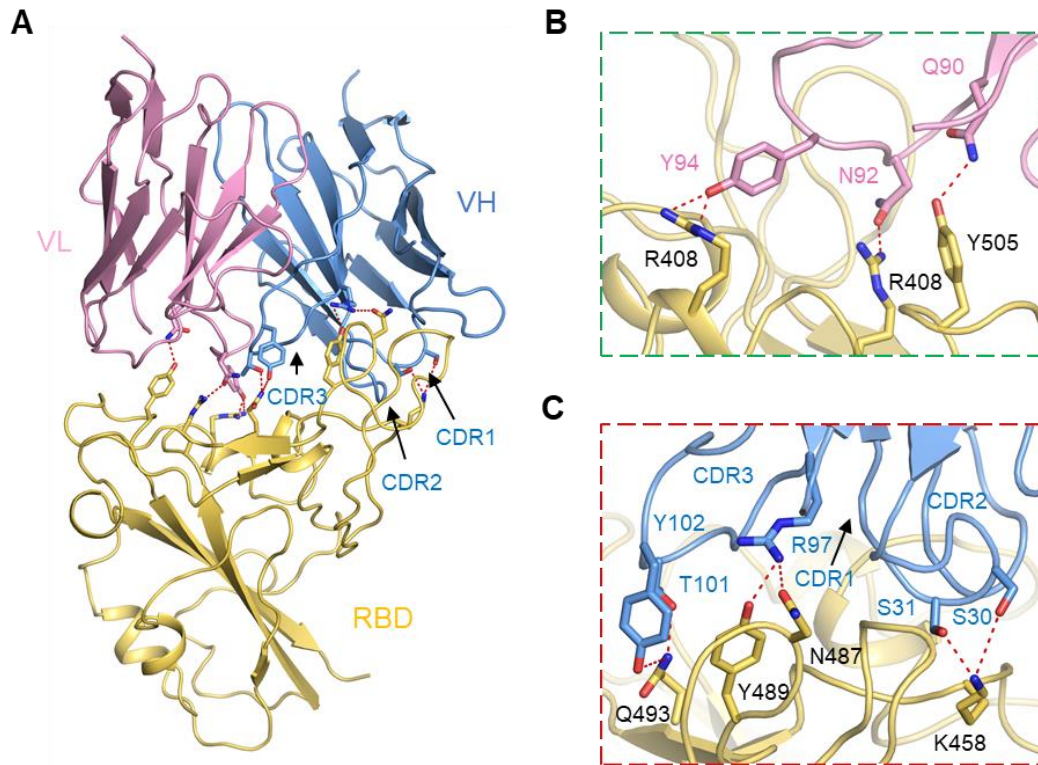 A
VL
VH
CDR3
CDR1
CDR2
RBD
B
Q90
Y94
N92
R408
R408
Y505
C
CDR3
CDR2
Y102
R97
T101
CDR1
S31
S30
N487
Y489
Q493
K458